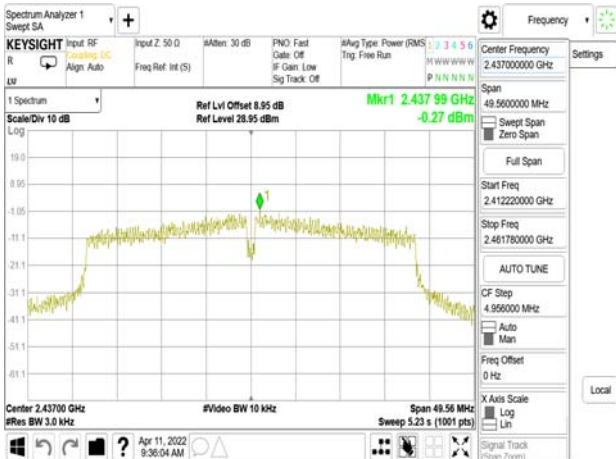 Spectrum Analyzer 1
Swept SA
Frequency
KEYSIGHT
Input: RF
Coupling: DC
Align: Auto
Input Z: 50 Ω
Freq Ref: Int (S)
#Atten: 30 dB
PNO: Fast
Gate: Off
IF Gain: Low
Sig Track: Off
#Avg Type: Power (RMS
Trig: Free Run
1 2 3 4 5 6
M W W W W W
P N N N N N
R
LXI
Center Frequency
2.437000000 GHz
Settings
Span
49.5600000 MHz
Swept Span
Zero Span
Full Span
Start Freq
2.412220000 GHz
Stop Freq
2.461780000 GHz
AUTO TUNE
CF Step
4.956000 MHz
Auto
Man
Freq Offset
0 Hz
X Axis Scale
Log
Lin
Signal Track
(Span Zoom)
Local
1 Spectrum
Scale/Div 10 dB
Log
Ref Lvl Offset 8.95 dB
Ref Level 28.95 dBm
Mkr1 2.437 99 GHz
-0.27 dBm
1
19.0
8.95
-1.05
-11.1
-21.1
-31.1
-41.1
-51.1
-61.1
Center 2.43700 GHz
#Res BW 3.0 kHz
#Video BW 10 kHz
Span 49.56 MHz
Sweep 5.23 s (1001 pts)
Apr 11, 2022
9:36:04 AM